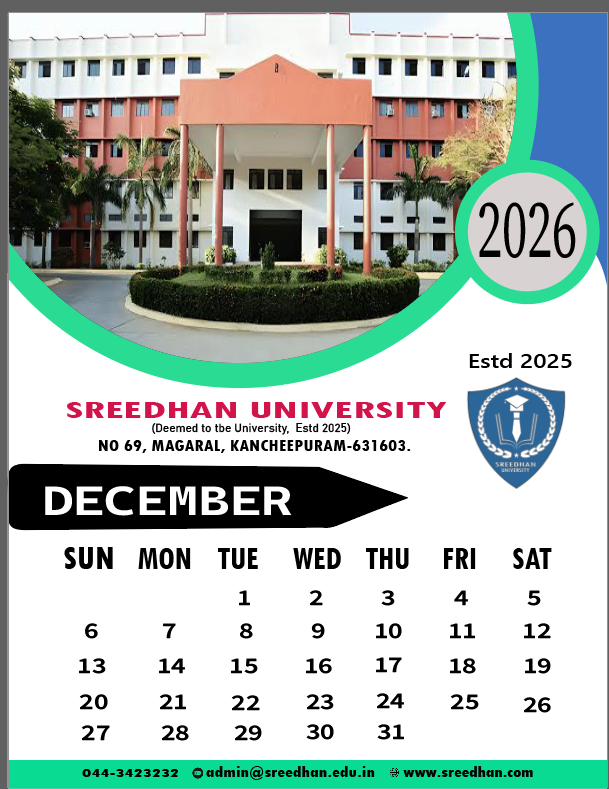 2026
Estd 2025
SREEDHAN UNIVERSITY
(Deemed to tbe University, Estd 2025)
NO 69, MAGARAL, KANCHEEPURAM-631603.
SREEDHAN
UNIVERSITY
DECEMBER
SUN MON TUE WED THU FRI SAT
1 2 3 4 5
6 7 8 9 10 11 12
13 14 15 16 17 18 19
20 21 22 23 24 25 26
27 28 29 30 31
044-3423232 admin@sreedhan.edu.in www.sreedhan.com